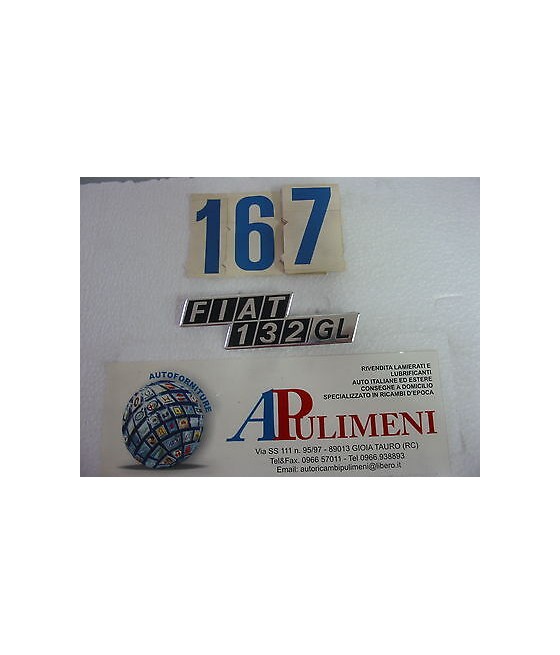 167
FIAT
132 GL
AUTOFORNITURE
RIVENDITA LAMIERATI E
LUBRIFICANTI
AUTO ITALIANE ED ESTERE
CONSEGNE A DOMICILIO
SPECIALIZZATO IN RICAMBI D'EPOCA
APULIMENI
Via SS 111 n. 95/97 - 89013 GIOIA TAURO (RC)
Tel&Fax. 0966 57011 - Tel 0966.938893
Email: autoricambipulimeni@libero.it